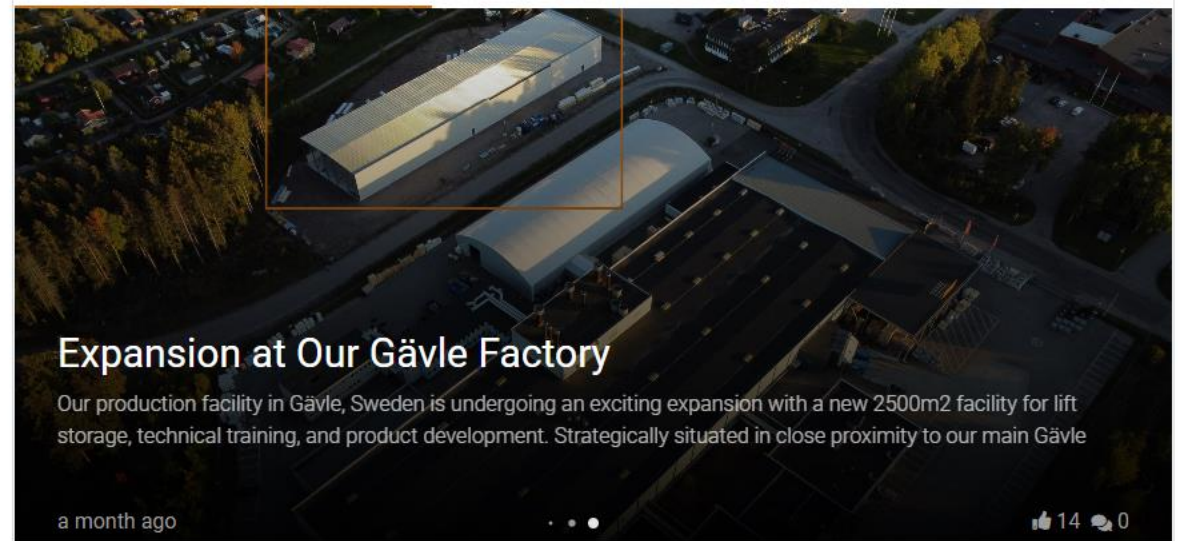 Expansion at Our Gävle Factory
Our production facility in Gävle, Sweden is undergoing an exciting expansion with a new 2500m2 facility for lift
storage, technical training, and product development. Strategically situated in close proximity to our main Gävle
a month ago
14 0